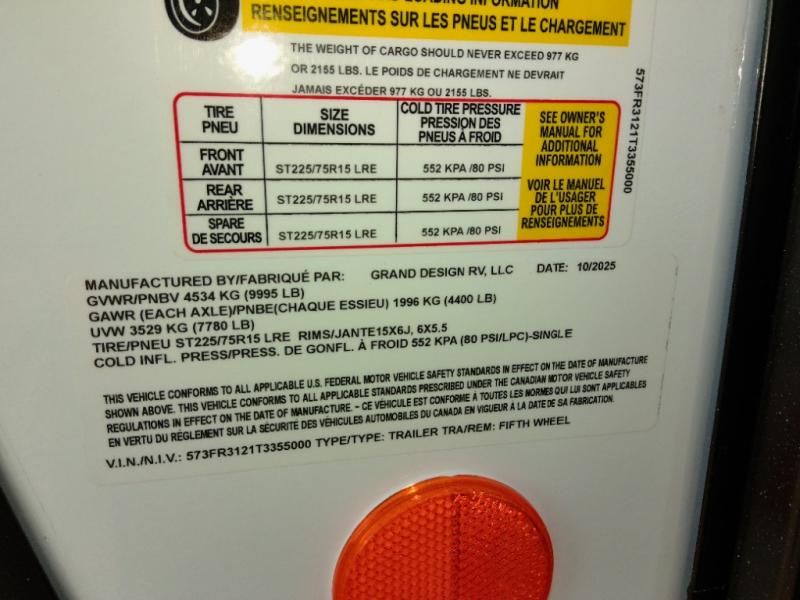 LOADING INFORMATION
RENSEIGNEMENTS SUR LES PNEUS ET LE CHARGEMENT
THE WEIGHT OF CARGO SHOULD NEVER EXCEED 977 KG
OR 2155 LBS. LE POIDS DE CHARGEMENT NE DEVRAIT
JAMAIS EXCÉDER 977 KG OU 2155 LBS.
TIRE
PNEU
SIZE
DIMENSIONS
COLD TIRE PRESSURE
PRESSION DES
PNEUS À FROID
SEE OWNER'S
MANUAL FOR
ADDITIONAL
INFORMATION
VOIR LE MANUEL
DE L'USAGER
POUR PLUS DE
RENSEIGNEMENTS
FRONT
AVANT
ST225/75R15 LRE
552 KPA /80 PSI
REAR
ARRIÈRE
ST225/75R15 LRE
552 KPA /80 PSI
SPARE
DE SECOURS
ST225/75R15 LRE
552 KPA /80 PSI
573FR3121T3355000
MANUFACTURED BY/FABRIQUÉ PAR: GRAND DESIGN RV, LLC DATE: 10/2025
GVWR/PNBV 4534 KG (9995 LB)
GAWR (EACH AXLE)/PNBE(CHAQUE ESSIEU) 1996 KG (4400 LB)
UVW 3529 KG (7780 LB)
TIRE/PNEU ST225/75R15 LRE RIMS/JANTE15X6J, 6X5.5
COLD INFL. PRESS/PRESS. DE GONFL. À FROID 552 KPA (80 PSI/LPC)-SINGLE
THIS VEHICLE CONFORMS TO ALL APPLICABLE U.S. FEDERAL MOTOR VEHICLE SAFETY STANDARDS IN EFFECT ON THE DATE OF MANUFACTURE
SHOWN ABOVE. THIS VEHICLE CONFORMS TO ALL APPLICABLE STANDARDS PRESCRIBED UNDER THE CANADIAN MOTOR VEHICLE SAFETY
REGULATIONS IN EFFECT ON THE DATE OF MANUFACTURE. - CE VÉHICULE EST CONFORME À TOUTES LES NORMES QUI LUI SONT APPLICABLES
EN VERTU DU RÈGLEMENT SUR LA SÉCURITÉ DES VÉHICULES AUTOMOBILES DU CANADA EN VIGUEUR À LA DATE DE SA FABRICATION.
V.I.N./N.I.V.: 573FR3121T3355000 TYPE/TYPE: TRAILER TRA/REM: FIFTH WHEEL